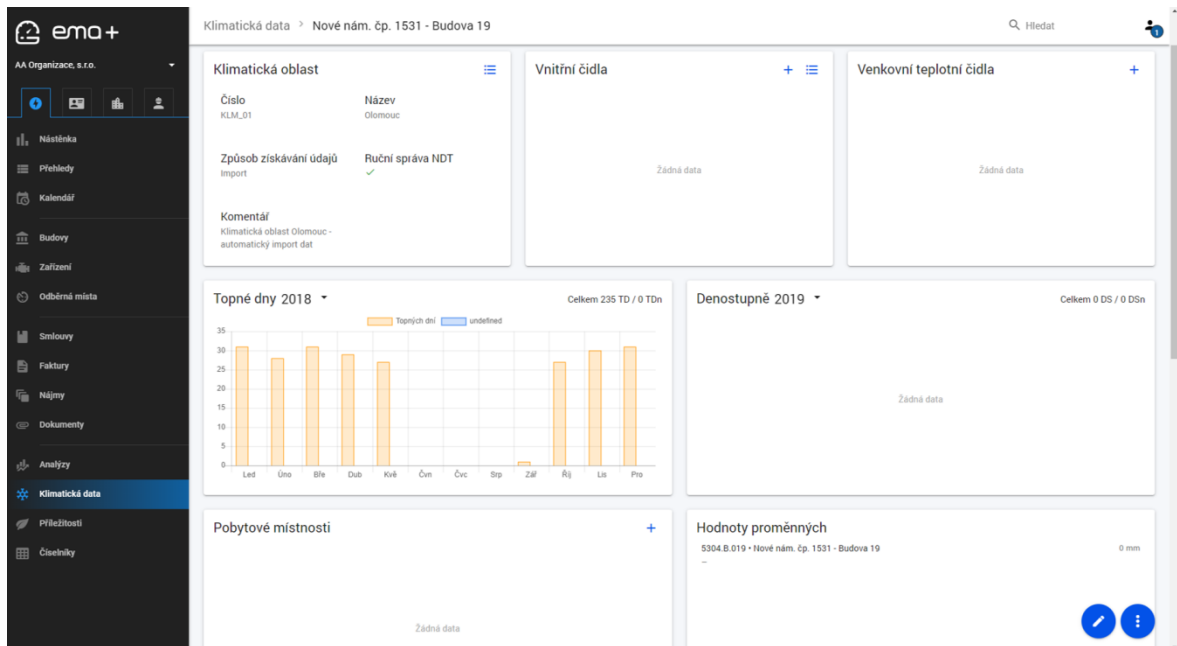 ema+
AA Organizace, s.r.o.
Nástěnka
Přehledy
Kalendář
Budovy
Zařízení
Odběrná místa
Smlouvy
Faktury
Nájmy
Dokumenty
Analýzy
Klimatická data
Příležitosti
Číselníky
Klimatická data > Nové nám. čp. 1531 - Budova 19
Hledat
1
Klimatická oblast
Číslo Název
KLM_01 Olomouc
Způsob získávání údajů Ruční správa NDT
Import
Komentář
Klimatická oblast Olomouc -
automatický import dat
Vnitřní čidla
Žádná data
Venkovní teplotní čidla
Žádná data
Topné dny 2018 Celkem 235 TD / 0 TDn
Topných dní undefined
35
30
25
20
15
10
5
0
Led Úno Bře Dub Kvě Čvn Čvc Srp Zář Říj Lis Pro
Denostupně 2019 Celkem 0 DS / 0 DSn
Žádná data
Pobytové místnosti
Žádná data
Hodnoty proměnných
5304.B.019 • Nové nám. čp. 1531 - Budova 19 0 mm
–